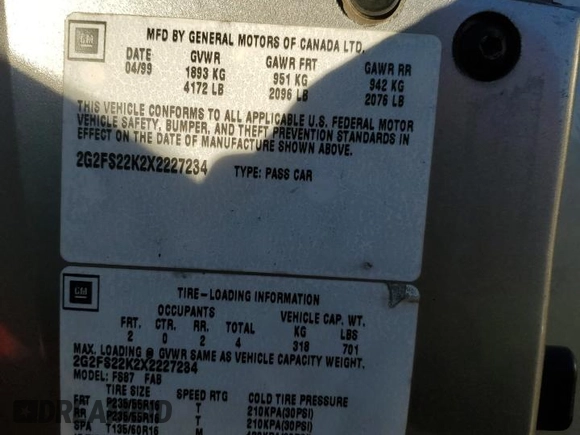 GM
MFD BY GENERAL MOTORS OF CANADA LTD.
DATE GVWR GAWR FRT GAWR RR
04/99 1893 KG 951 KG 942 KG
4172 LB 2096 LB 2076 LB
THIS VEHICLE CONFORMS TO ALL APPLICABLE U.S. FEDERAL MOTOR
VEHICLE SAFETY, BUMPER, AND THEFT PREVENTION STANDARDS IN
EFFECT ON THE DATE OF MANUFACTURE SHOWN ABOVE.
2G2FS22K2X2227234 TYPE: PASS CAR
GM
TIRE-LOADING INFORMATION
OCCUPANTS VEHICLE CAP. WT.
FRT. CTR. RR. TOTAL KG LBS
2 0 2 4 318 701
MAX. LOADING @ GVWR SAME AS VEHICLE CAPACITY WEIGHT.
2G2FS22K2X2227234
MODEL: FS87 FAB
TIRE SIZE SPEED RTG COLD TIRE PRESSURE
FRT T 210KPA(30PSI)
RR T 210KPA(30PSI)
SPA
autobidcar